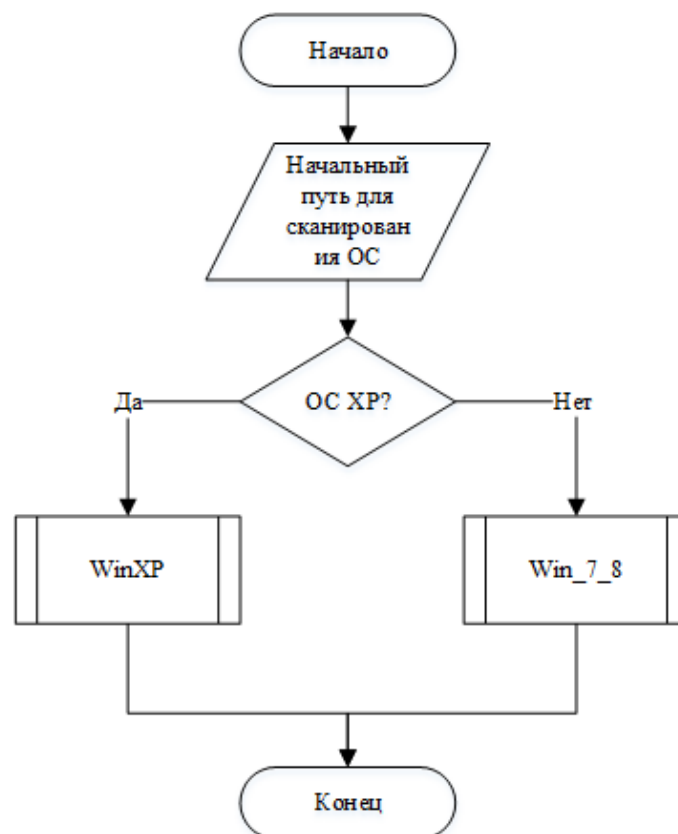 Начало
Начальный
путь для
сканирован
ия ОС
ОС XP?
Да
Нет
WinXP
Win_7_8
Конец